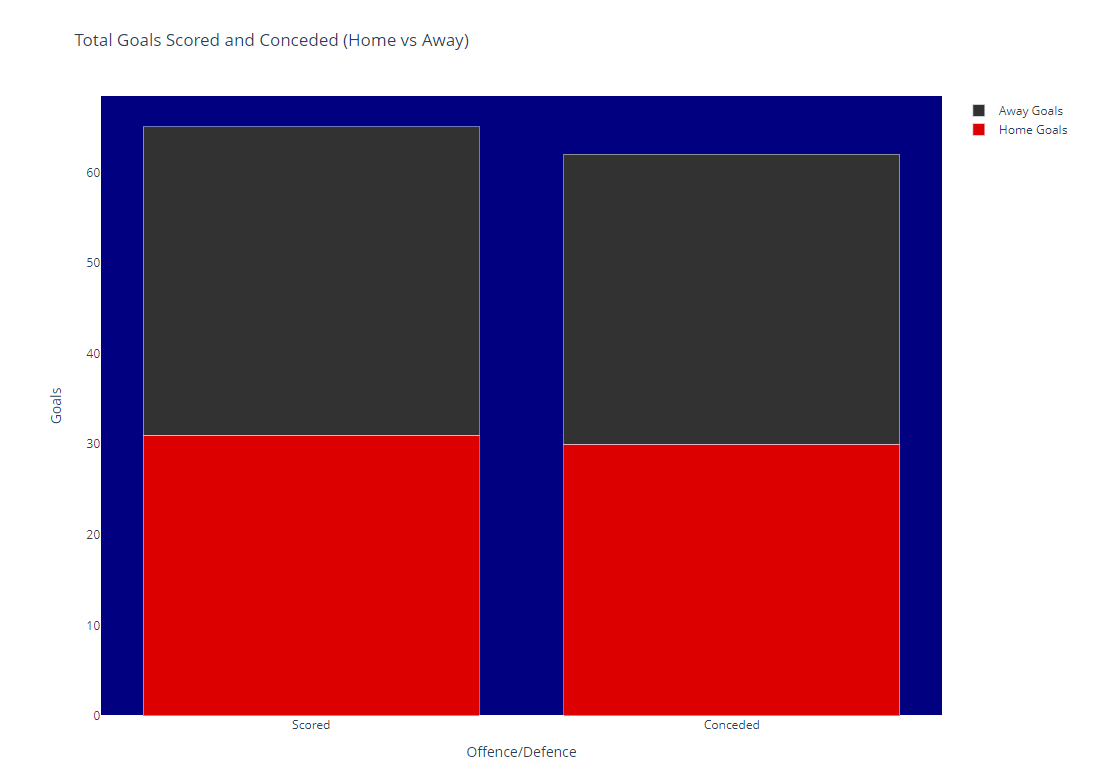 Total Goals Scored and Conceded (Home vs Away)
Away Goals
Home Goals
60
50
40
30
20
10
0
Goals
Scored
Conceded
Offence/Defence